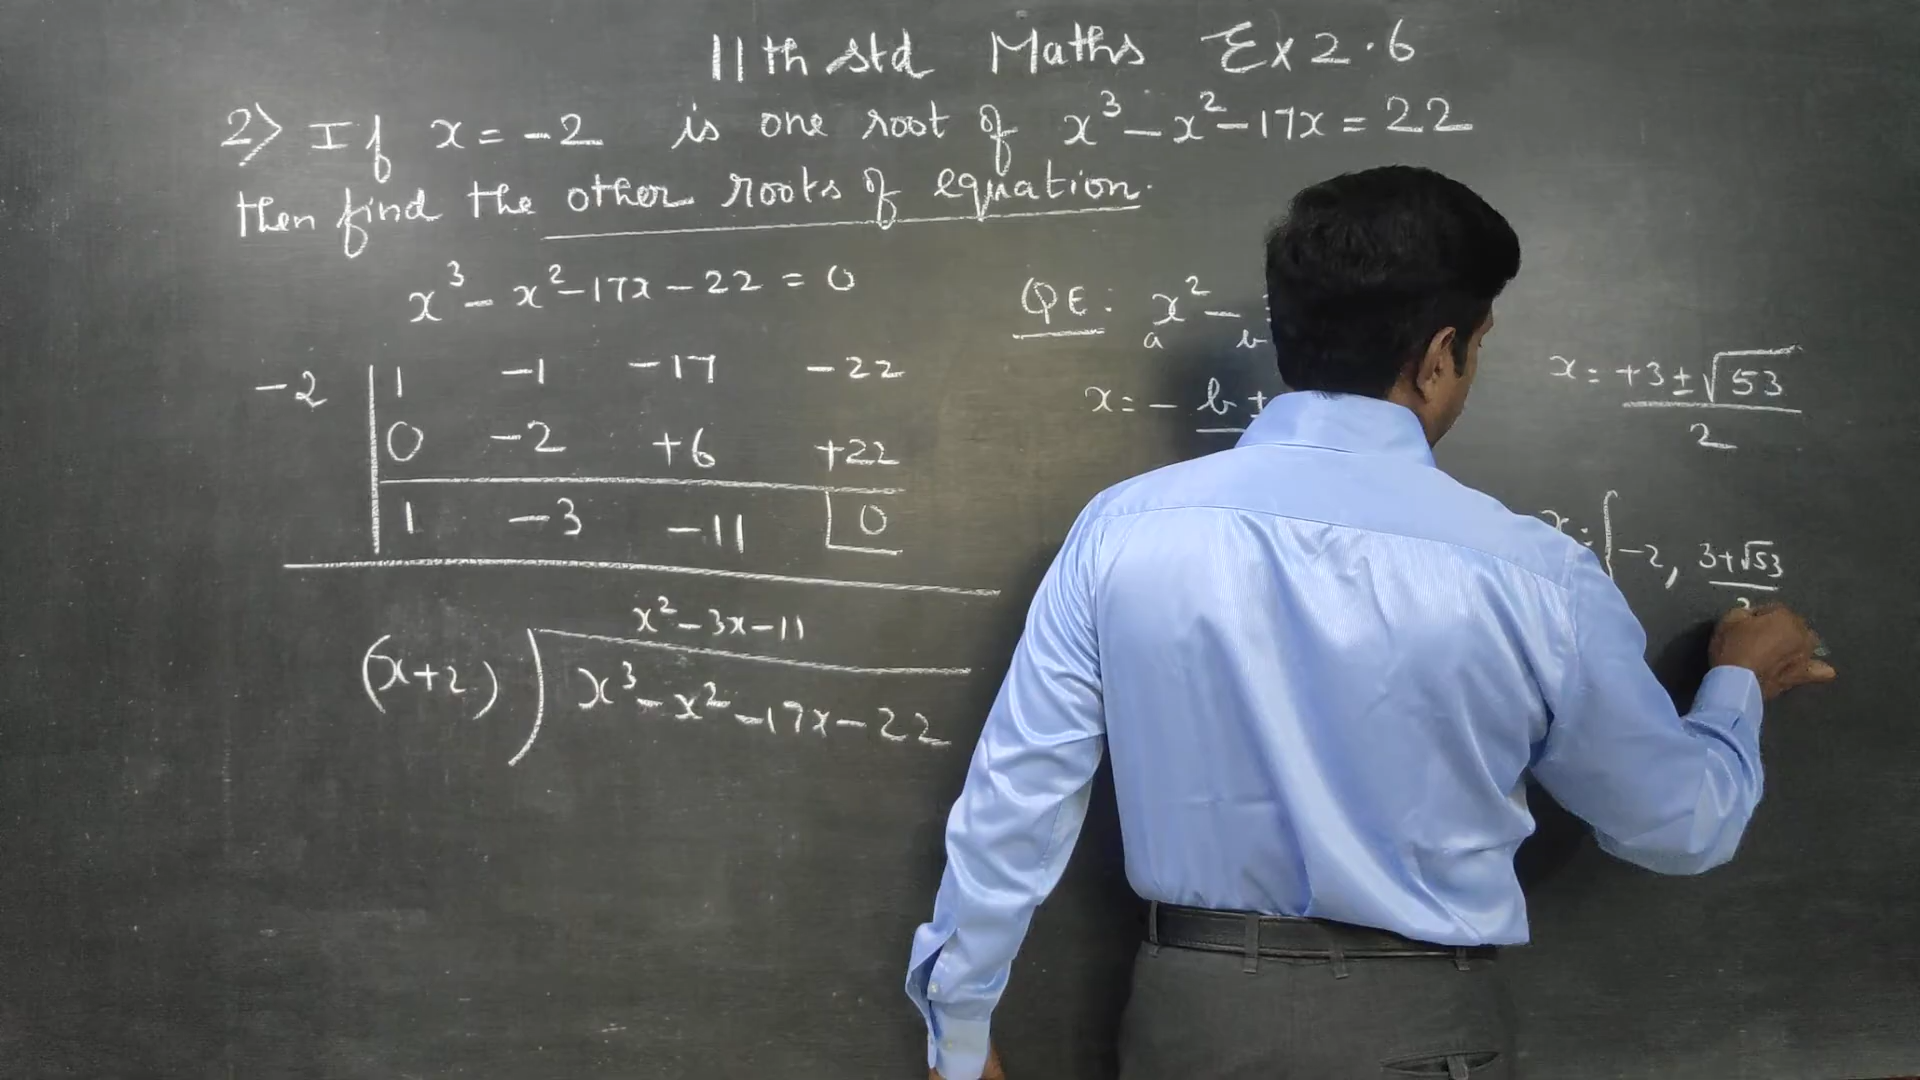 11th std Maths Ex 2.6
2> If x = -2 is one root of x³ - x² - 17x = 22
then find the other roots of equation.
x³ - x² - 17x - 22 = 0
-2 | 1 -1 -17 -22
0 -2 +6 +22
1 -3 -11 0
x² - 3x - 11
(x+2) ) x³ - x² - 17x - 22
QE: x² -
a b
x = - b ±
x = +3 ± √53
2
x = { -2, 3+√53